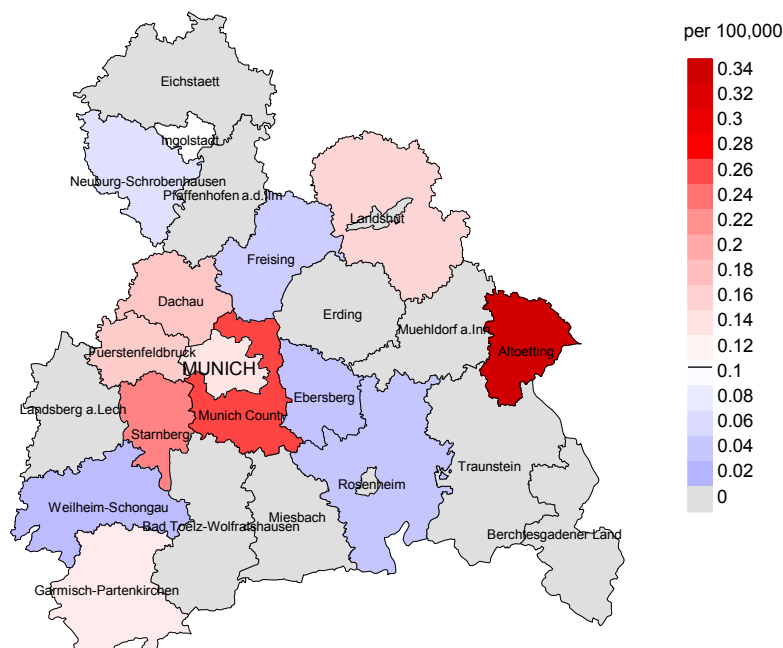 per 100,000
0.34
0.32
0.3
0.28
0.26
0.24
0.22
0.2
0.18
0.16
0.14
0.12
0.1
0.08
0.06
0.04
0.02
0
Eichstaett
Ingolstadt
Neuburg-Schrobenhausen
Pfaffenhofen a.d.Ilm
Landshut
Freising
Dachau
Erding
Muehldorf a.Inn
Altoetting
Fuerstenfeldbruck
MUNICH
Ebersberg
Landsberg a.Lech
Munich County
Starnberg
Traunstein
Rosenheim
Weilheim-Schongau
Miesbach
Bad Toelz-Wolfratshausen
Berchtesgadener Land
Garmisch-Partenkirchen